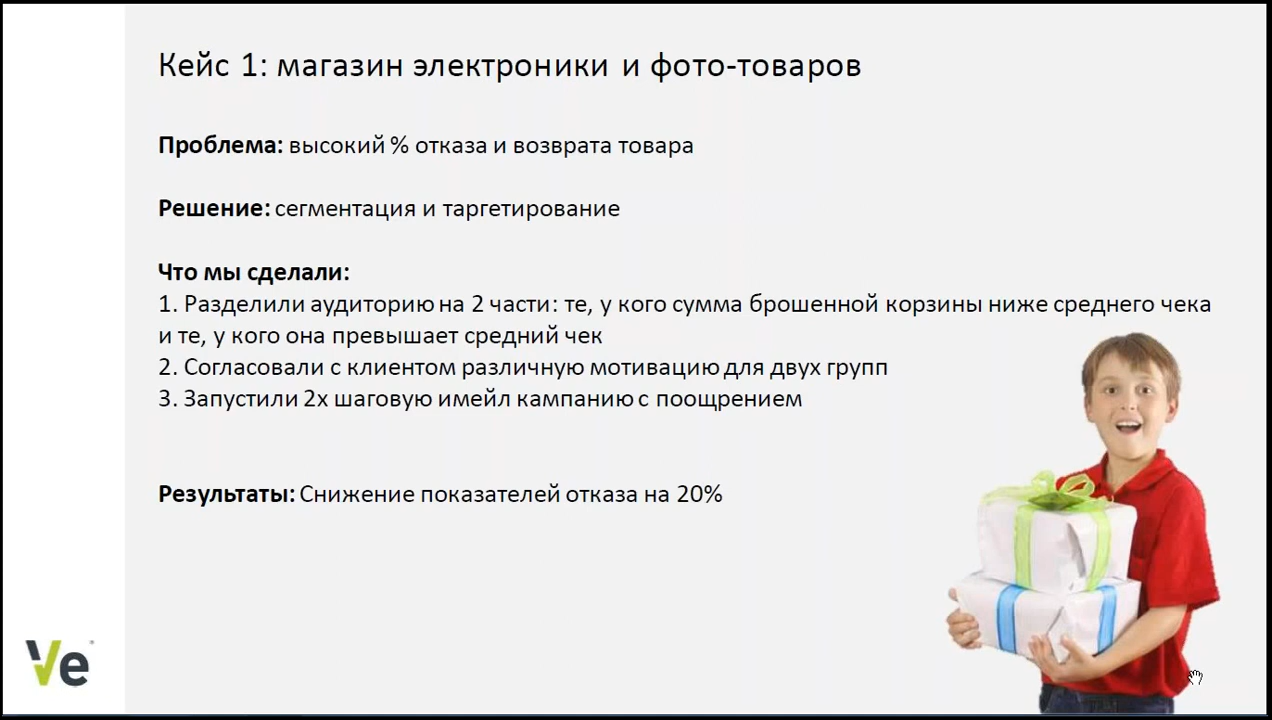 Кейс 1: магазин электроники и фото-товаров
Проблема: высокий % отказа и возврата товара
Решение: сегментация и таргетирование
Что мы сделали:
1. Разделили аудиторию на 2 части: те, у кого сумма брошенной корзины ниже среднего чека
и те, у кого она превышает средний чек
2. Согласовали с клиентом различную мотивацию для двух групп
3. Запустили 2х шаговую имейл кампанию с поощрением
Результаты: Снижение показателей отказа на 20%
Ve